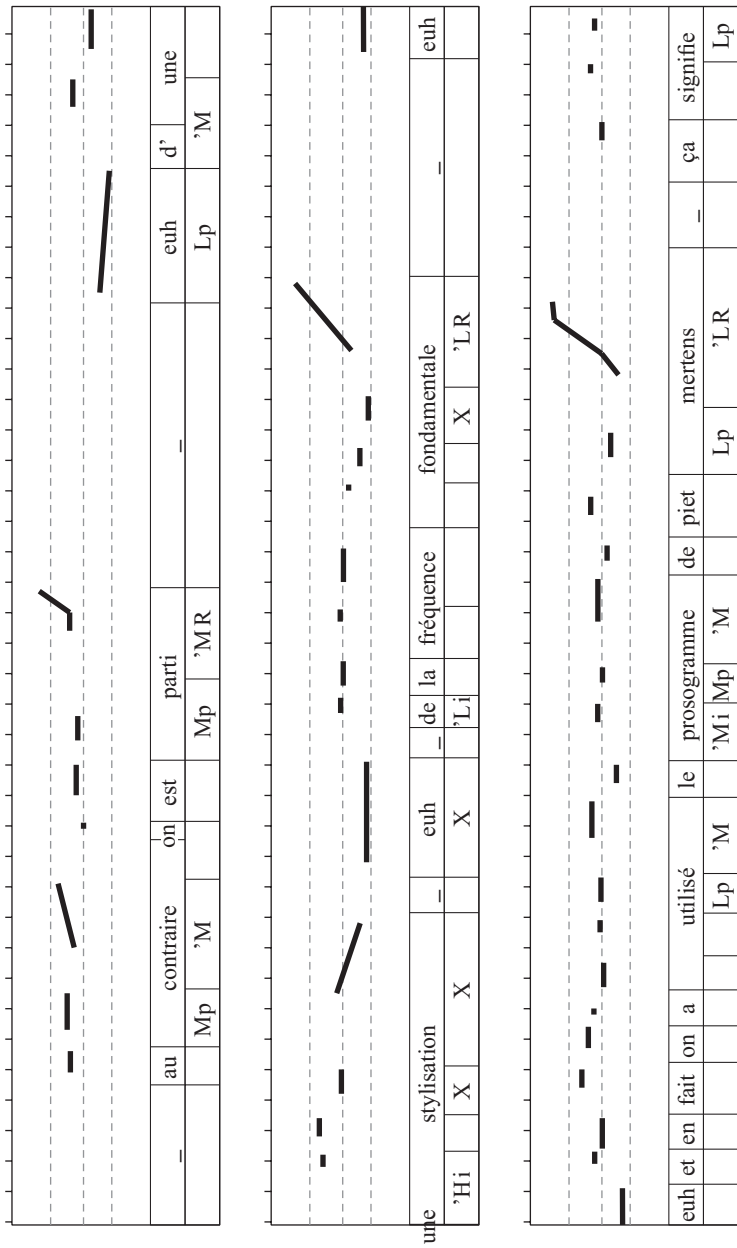 – au contraire on est parti – euh d’ une
Mp ’M Mp ’MR Lp ’M
une stylisation – euh – de la fréquence fondamentale – euh
’Hi X X X ’Li X ’LR
euh et en fait on a utilisé le prosogramme de piet mertens – ça signifie
Lp ’M ’Mi Mp ’M Lp ’LR Lp